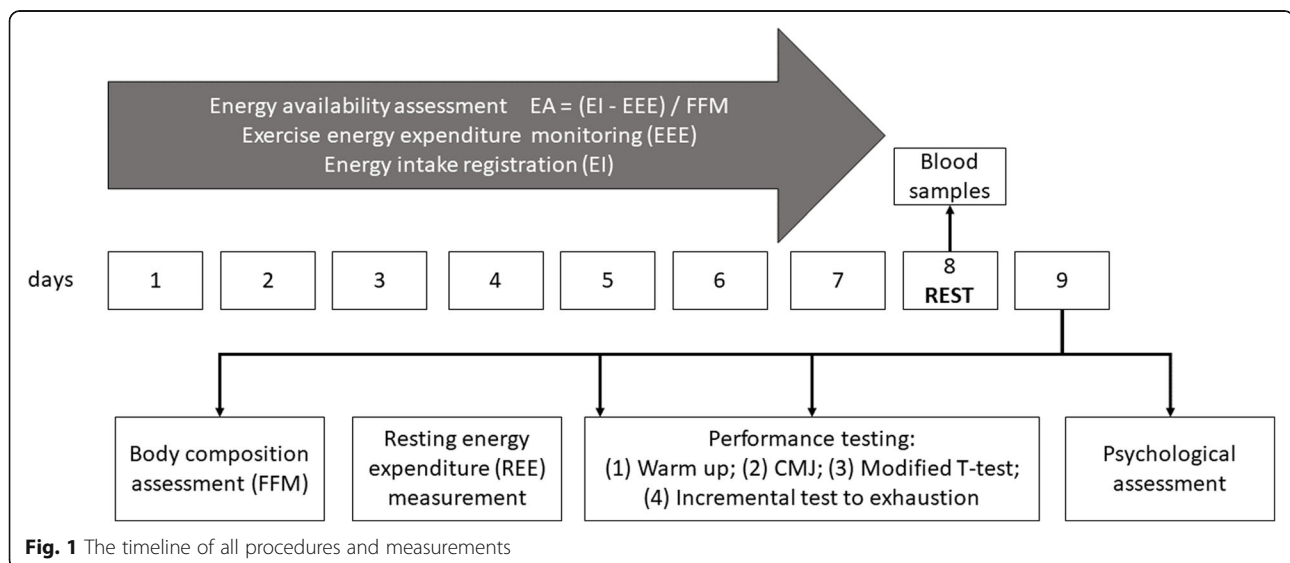 Energy availability assessment EA = (EI - EEE) / FFM
Exercise energy expenditure monitoring (EEE)
Energy intake registration (EI)
Blood
samples
days 1 2 3 4 5 6 7 8 9
REST
Body composition
assessment (FFM)
Resting energy
expenditure (REE)
measurement
Performance testing:
(1) Warm up; (2) CMJ; (3) Modified T-test;
(4) Incremental test to exhaustion
Psychological
assessment
Fig. 1 The timeline of all procedures and measurements